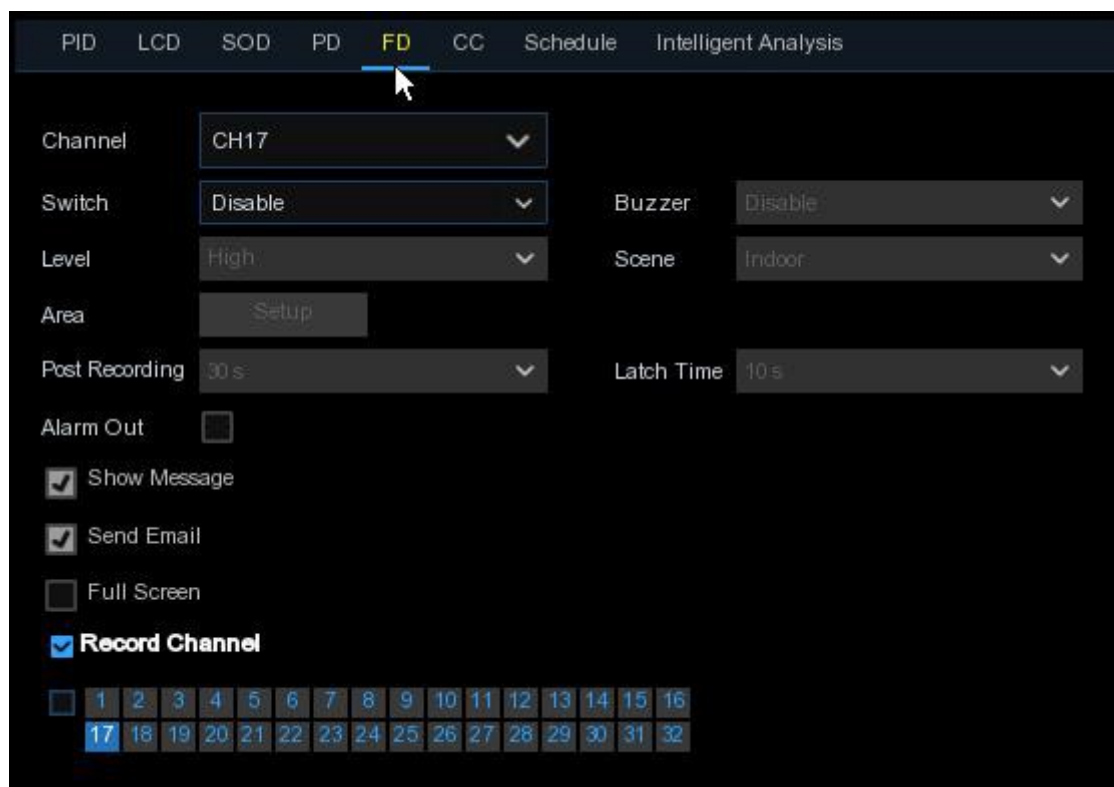 PID LCD SOD PD FD CC Schedule Intelligent Analysis
Channel CH17
Switch Disable Buzzer Disable
Level High Scene Indoor
Area Setup
Post Recording 30 s Latch Time 10 s
Alarm Out
Show Message
Send Email
Full Screen
Record Channel
1 2 3 4 5 6 7 8 9 10 11 12 13 14 15 16
17 18 19 20 21 22 23 24 25 26 27 28 29 30 31 32